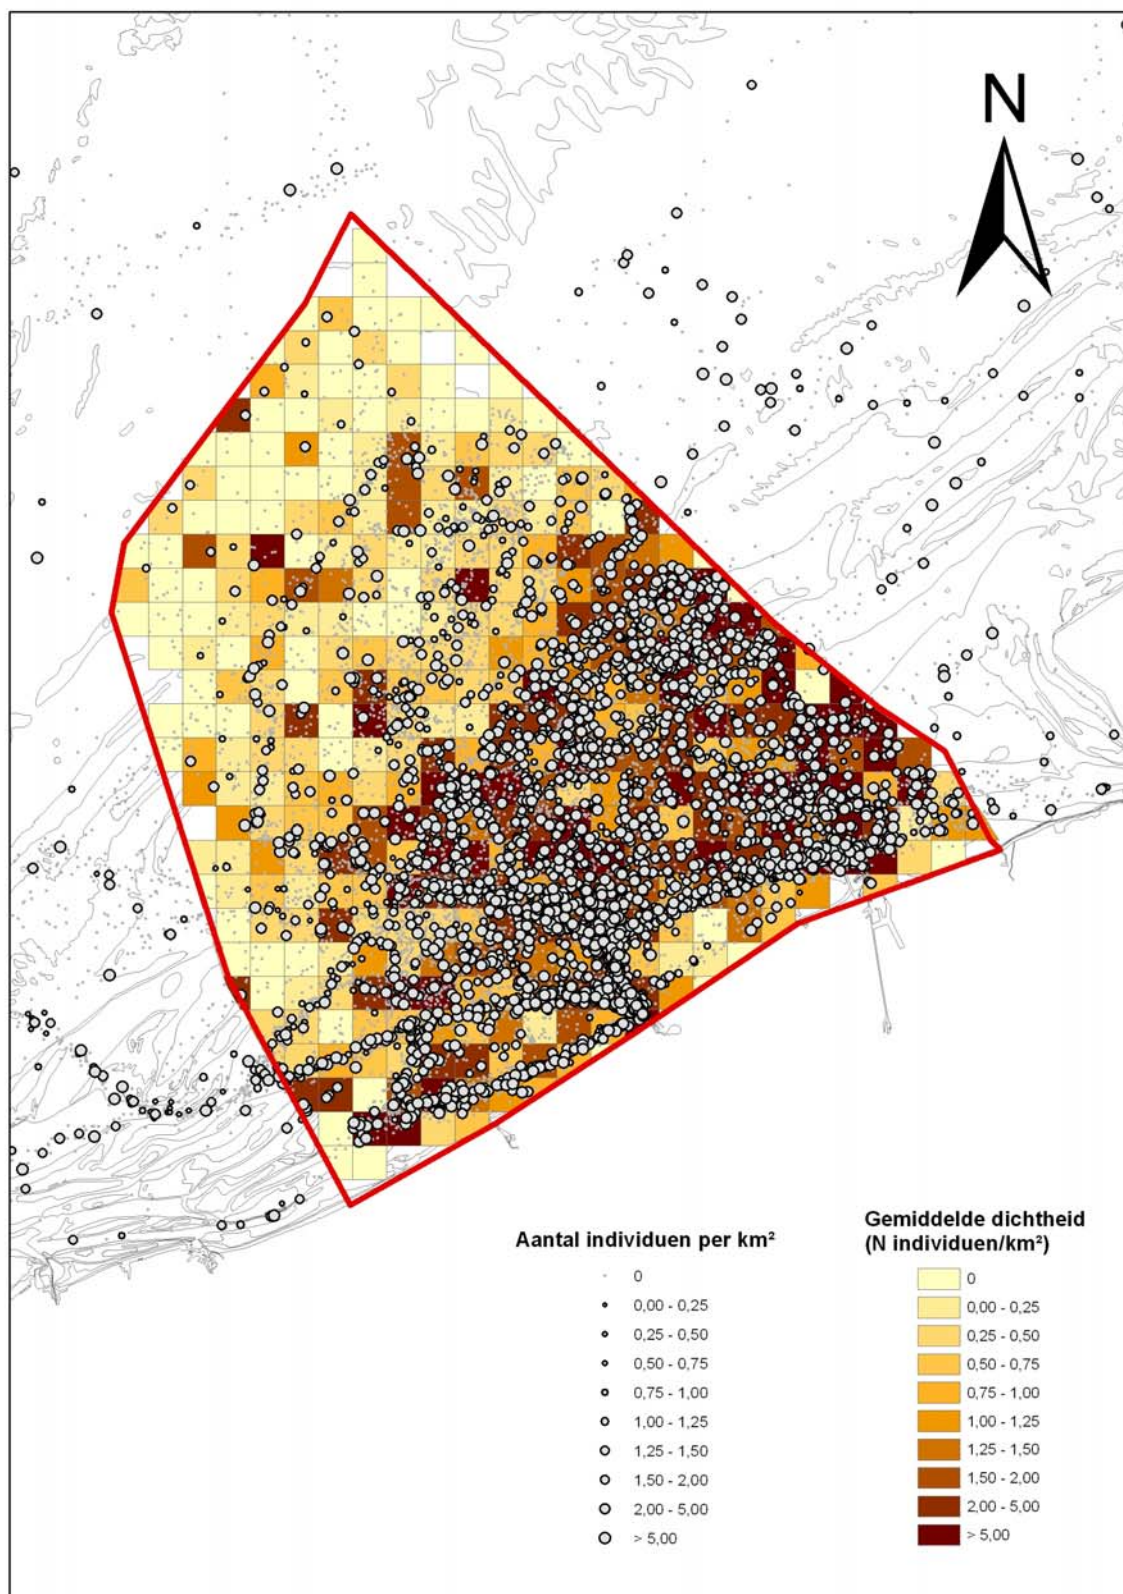 N
Aantal individuen per km²
0
0,00 - 0,25
0,25 - 0,50
0,50 - 0,75
0,75 - 1,00
1,00 - 1,25
1,25 - 1,50
1,50 - 2,00
2,00 - 5,00
> 5,00
Gemiddelde dichtheid
(N individuen/km²)
0
0,00 - 0,25
0,25 - 0,50
0,50 - 0,75
0,75 - 1,00
1,00 - 1,25
1,25 - 1,50
1,50 - 2,00
2,00 - 5,00
> 5,00